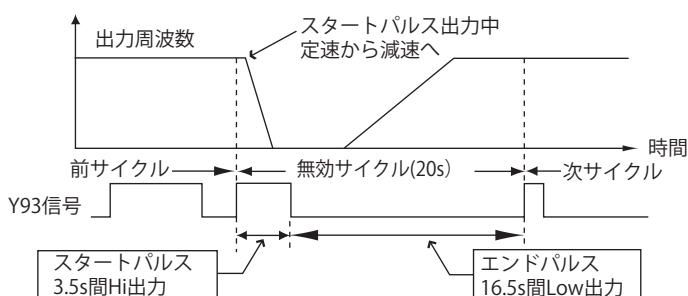 出力周波数
スタートパルス出力中
定速から減速へ
時間
前サイクル
無効サイクル(20s)
次サイクル
Y93信号
スタートパルス
3.5s間Hi出力
エンドパルス
16.5s間Low出力